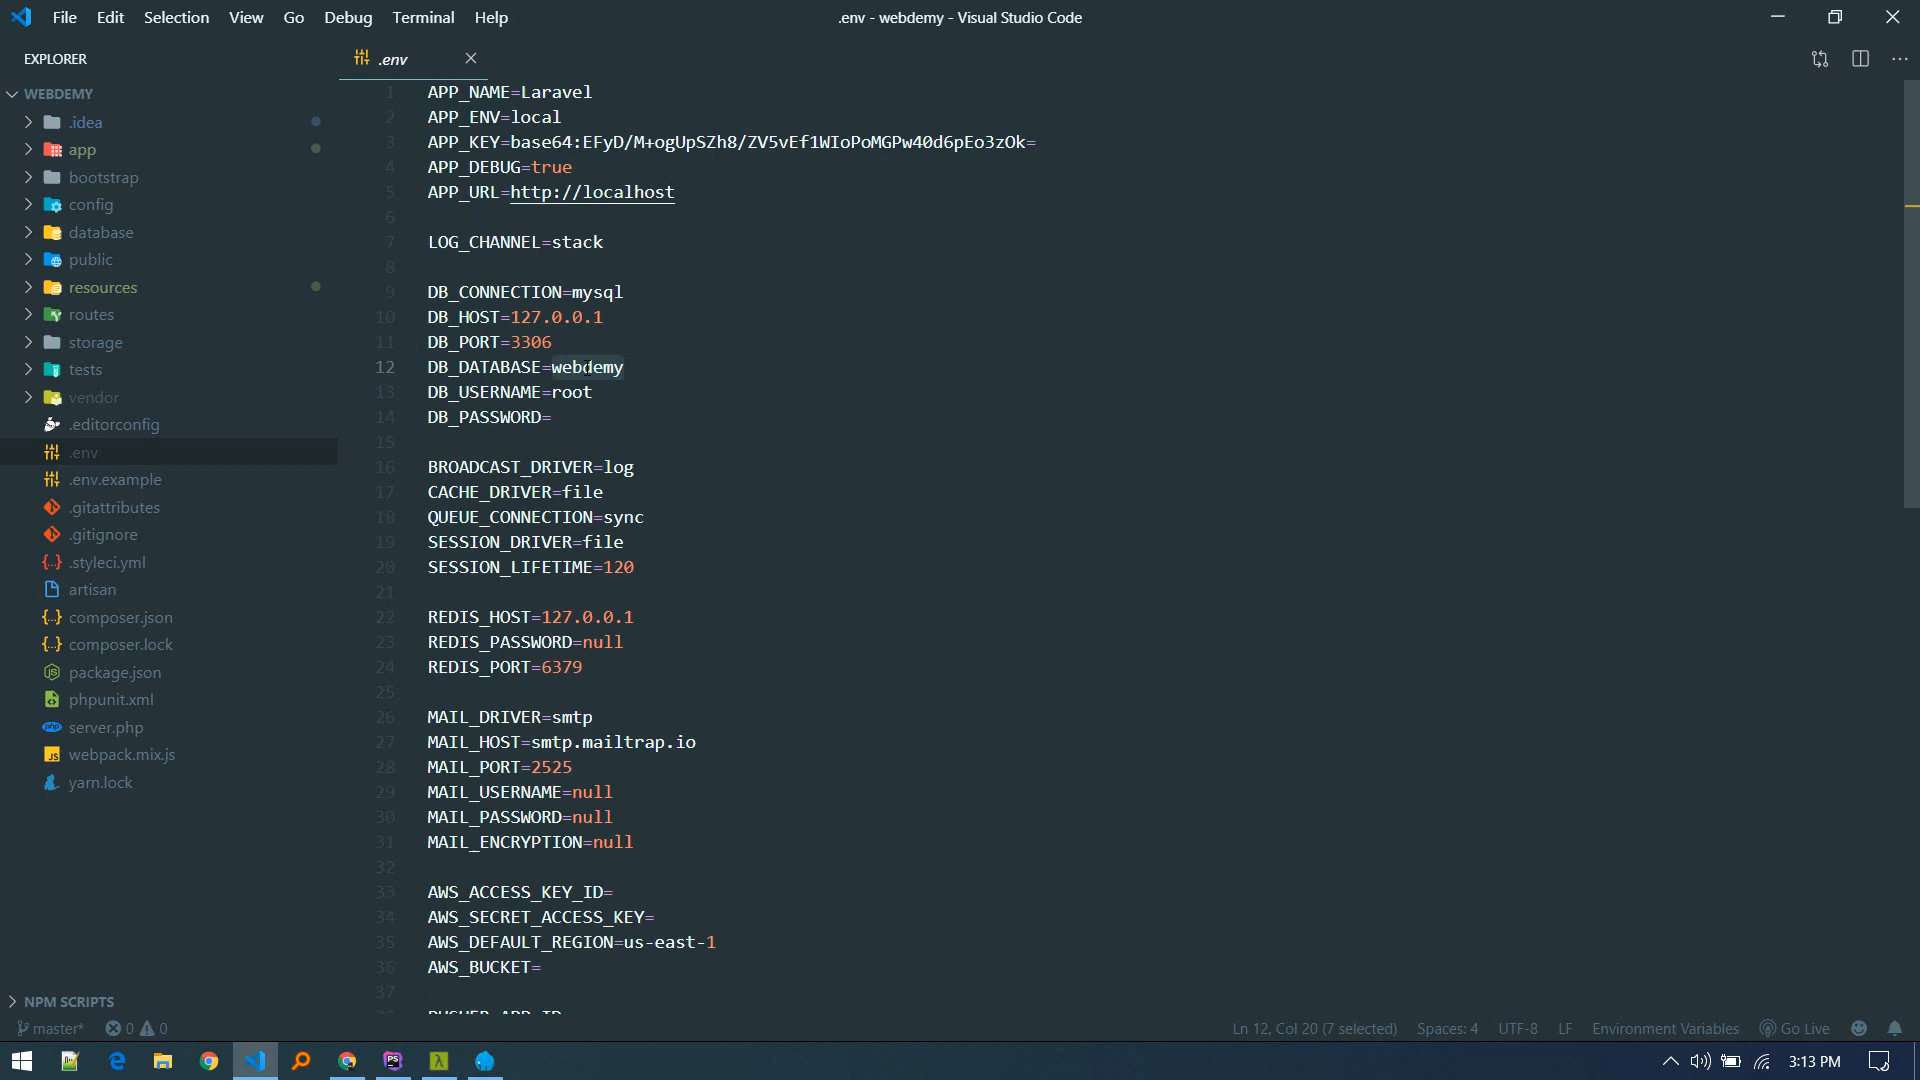 File Edit Selection View Go Debug Terminal Help
.env - webdemy - Visual Studio Code
EXPLORER
.env
WEBDEMY
.idea
app
bootstrap
config
database
public
resources
routes
storage
tests
vendor
.editorconfig
.env
.env.example
.gitattributes
.gitignore
.styleci.yml
artisan
composer.json
composer.lock
package.json
phpunit.xml
server.php
webpack.mix.js
yarn.lock
NPM SCRIPTS
1 APP_NAME=Laravel
2 APP_ENV=local
3 APP_KEY=base64:EFyD/M+ogUpSZh8/ZV5vEf1WIoPoMGPw40d6pEo3zOk=
4 APP_DEBUG=true
5 APP_URL=http://localhost
6
7 LOG_CHANNEL=stack
8
9 DB_CONNECTION=mysql
10 DB_HOST=127.0.0.1
11 DB_PORT=3306
12 DB_DATABASE=webdemy
13 DB_USERNAME=root
14 DB_PASSWORD=
15
16 BROADCAST_DRIVER=log
17 CACHE_DRIVER=file
18 QUEUE_CONNECTION=sync
19 SESSION_DRIVER=file
20 SESSION_LIFETIME=120
21
22 REDIS_HOST=127.0.0.1
23 REDIS_PASSWORD=null
24 REDIS_PORT=6379
25
26 MAIL_DRIVER=smtp
27 MAIL_HOST=smtp.mailtrap.io
28 MAIL_PORT=2525
29 MAIL_USERNAME=null
30 MAIL_PASSWORD=null
31 MAIL_ENCRYPTION=null
32
33 AWS_ACCESS_KEY_ID=
34 AWS_SECRET_ACCESS_KEY=
35 AWS_DEFAULT_REGION=us-east-1
36 AWS_BUCKET=
37
master* 0 0
Ln 12, Col 20 (7 selected) Spaces: 4 UTF-8 LF Environment Variables Go Live
3:13 PM